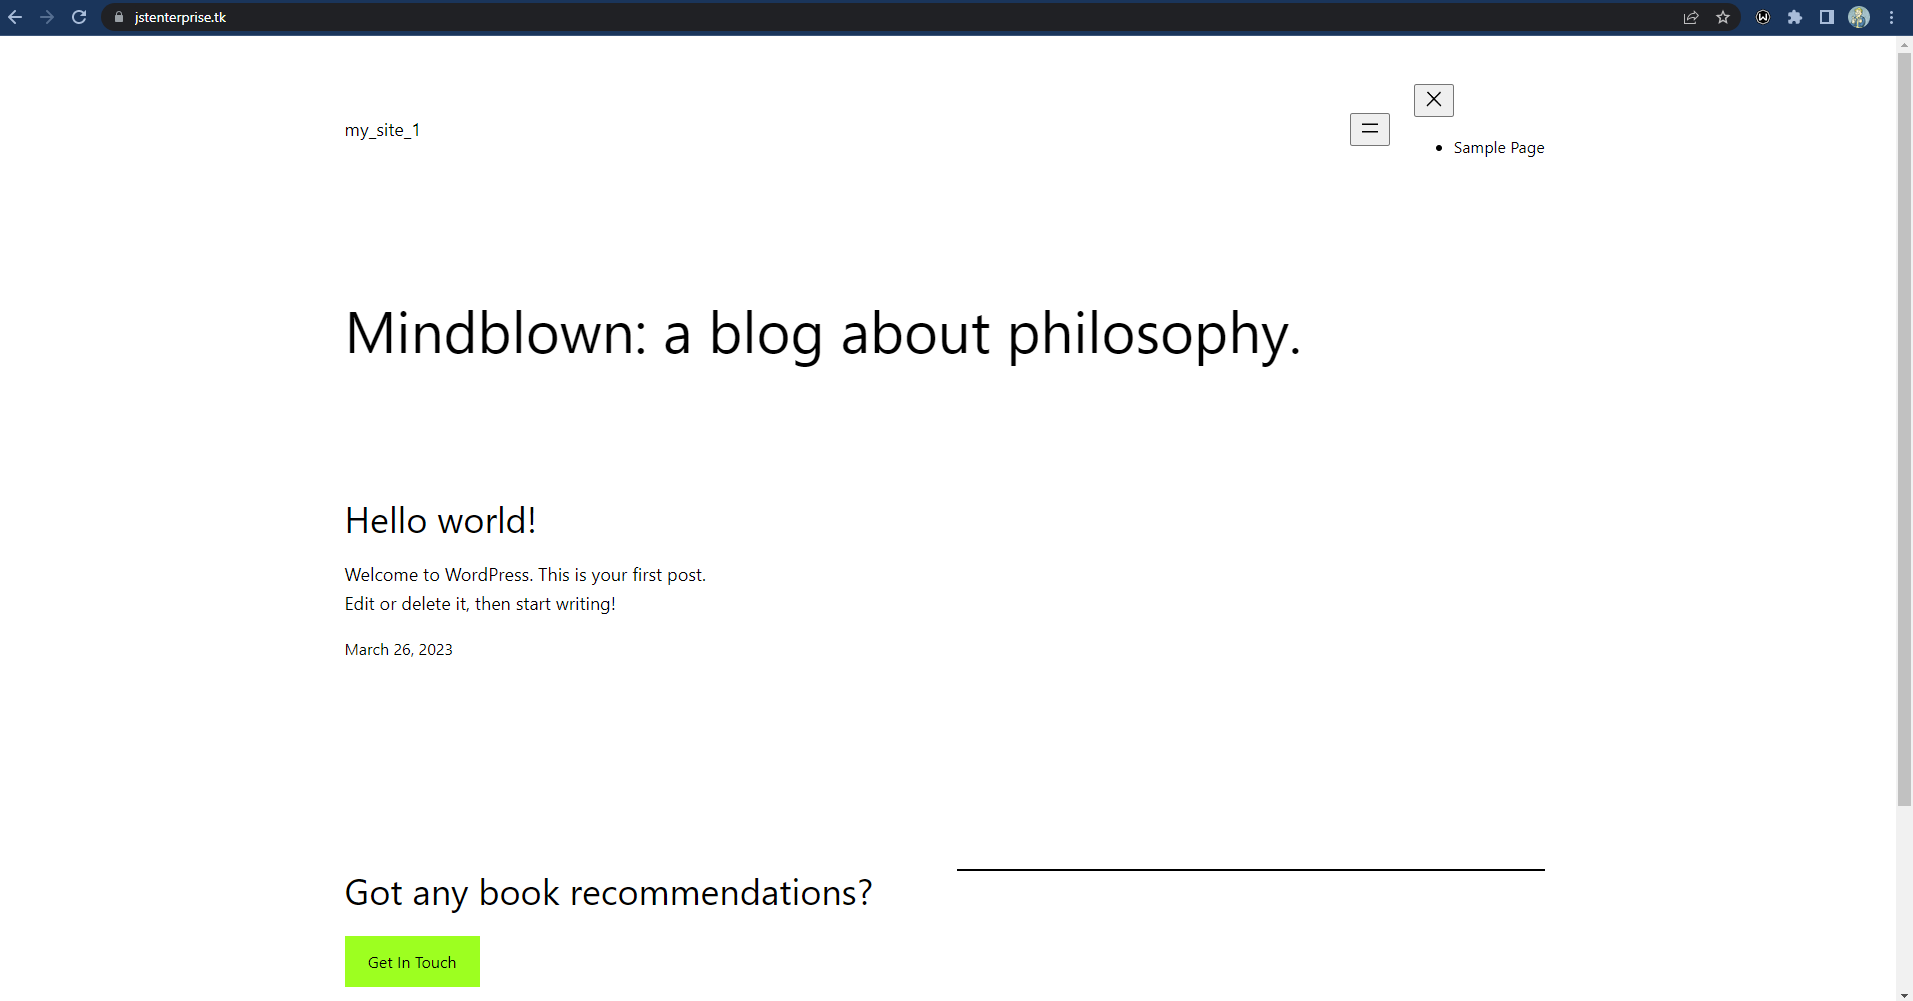 jstenterprise.tk
my_site_1
Sample Page
Mindblown: a blog about philosophy.
Hello world!
Welcome to WordPress. This is your first post.
Edit or delete it, then start writing!
March 26, 2023
Got any book recommendations?
Get In Touch